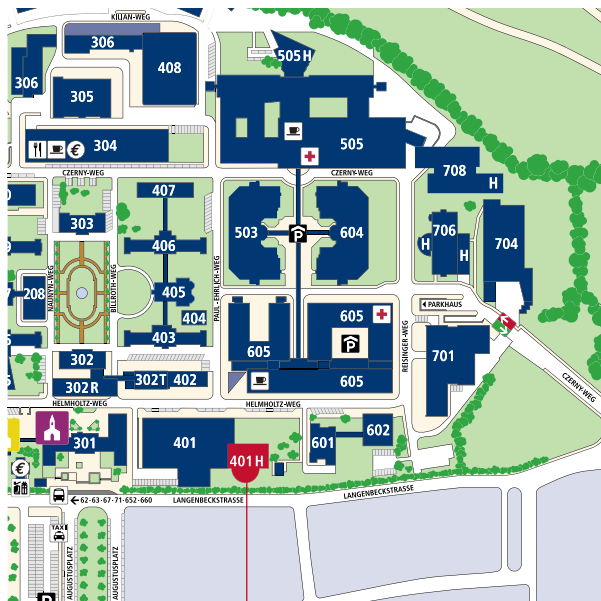 KILIAN-WEG
306
505 H
408
306
305
304
€
505
CZERNY-WEG
CZERNY-WEG
708
H
407
303
503
P
604
706
H
H
704
406
NAUNYN-WEG
BILLROTH-WEG
PAUL-EHRLICH-WEG
208
405
404
403
PARKHAUS
605
P
REISINGER-WEG
605
701
302
302 R
302T
402
605
CZERNY-WEG
HELMHOLTZ-WEG
HELMHOLTZ-WEG
301
401
401 H
601
602
€
62-63-67-71-652-660
LANGENBECKSTRASSE
LANGENBECKSTRASSE
TAXI
AUGUSTUSPLATZ
AUGUSTUSPLATZ
P